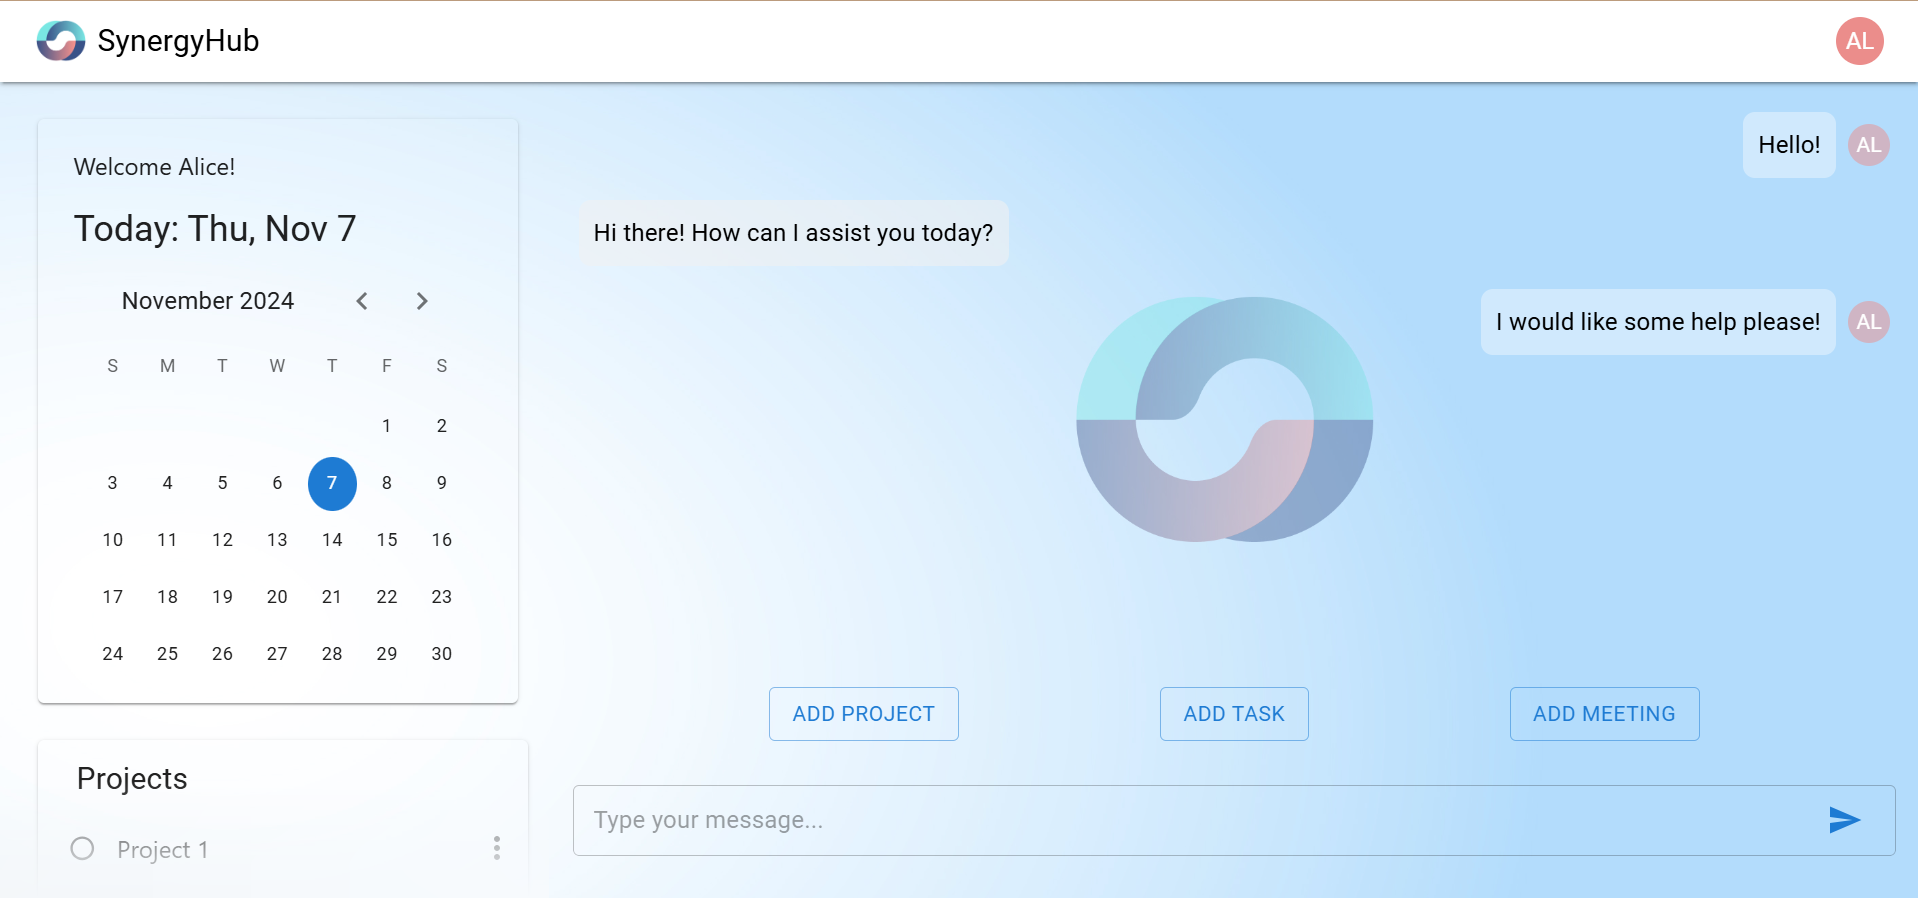 SynergyHub
AL
Welcome Alice!
Today: Thu, Nov 7
November 2024
S M T W T F S
1 2
3 4 5 6 7 8 9
10 11 12 13 14 15 16
17 18 19 20 21 22 23
24 25 26 27 28 29 30
Projects
Project 1
Hello! AL
Hi there! How can I assist you today?
I would like some help please! AL
ADD PROJECT ADD TASK ADD MEETING
Type your message...